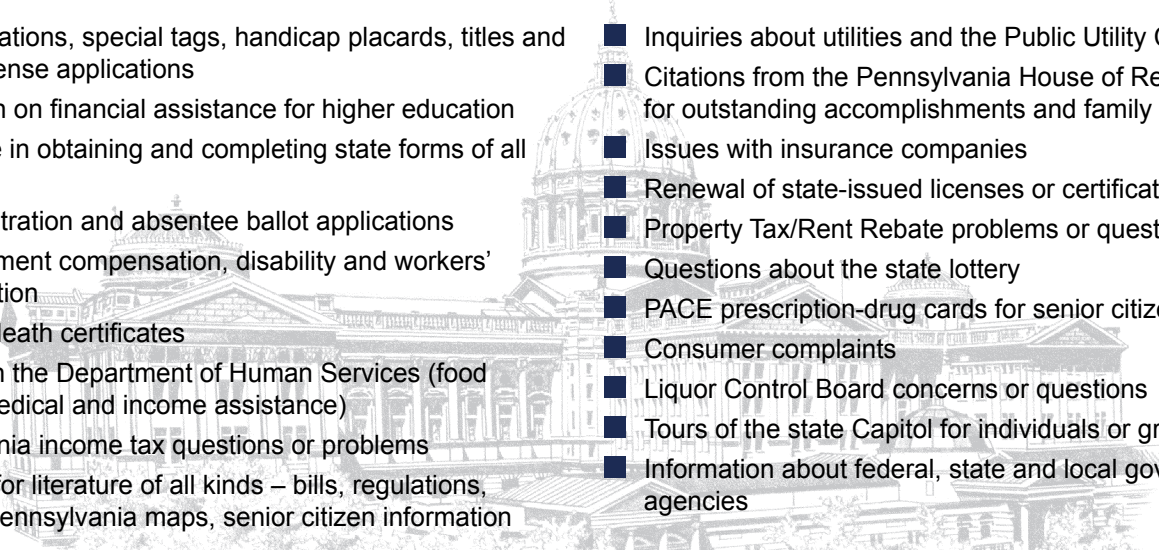 ations, special tags, handicap placards, titles and
ense applications
n on financial assistance for higher education
e in obtaining and completing state forms of all
tration and absentee ballot applications
ment compensation, disability and workers’
tion
death certificates
n the Department of Human Services (food
edical and income assistance)
nia income tax questions or problems
for literature of all kinds – bills, regulations,
ennsylvania maps, senior citizen information
Inquiries about utilities and the Public Utility
Citations from the Pennsylvania House of Re
for outstanding accomplishments and family
Issues with insurance companies
Renewal of state-issued licenses or certificat
Property Tax/Rent Rebate problems or quest
Questions about the state lottery
PACE prescription-drug cards for senior citize
Consumer complaints
Liquor Control Board concerns or questions
Tours of the state Capitol for individuals or gr
Information about federal, state and local gov
agencies